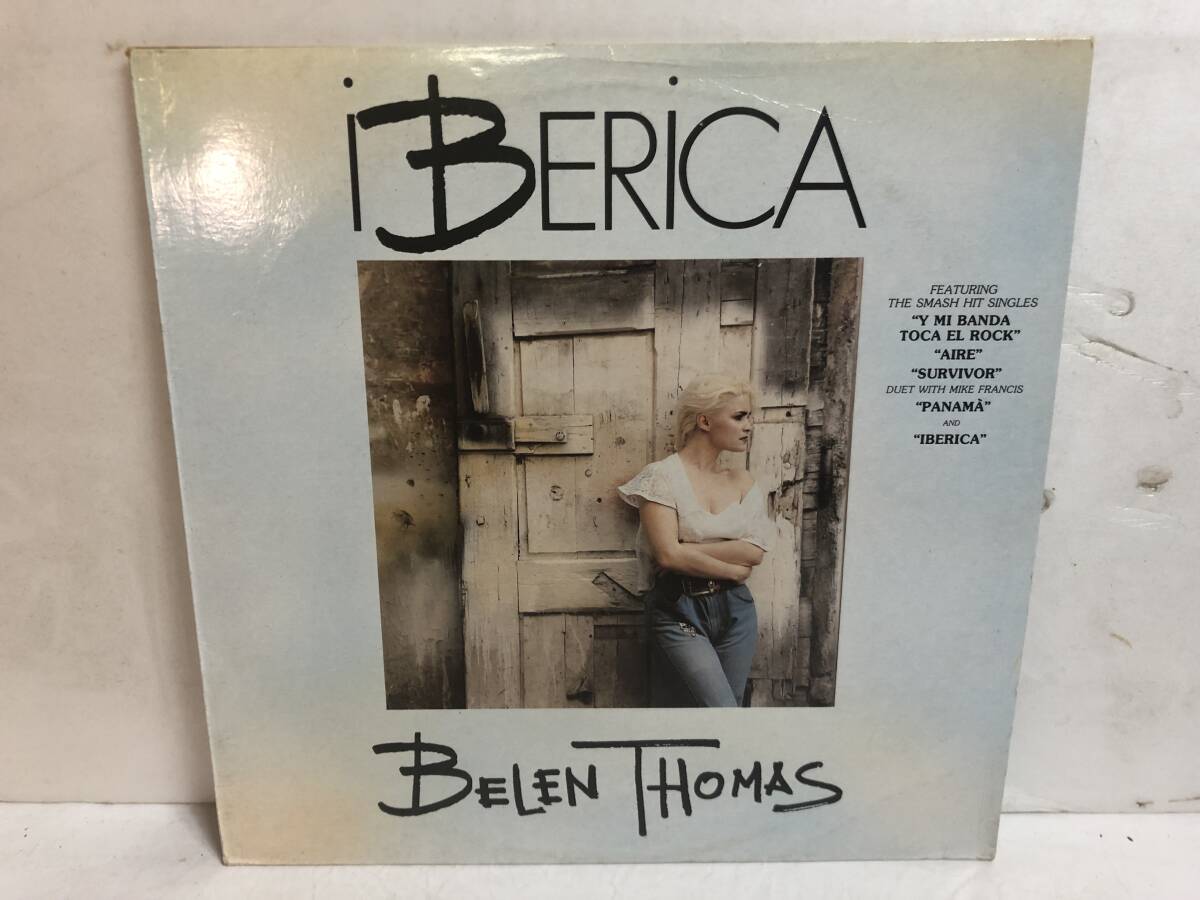 iBERiCA
FEATURING
THE SMASH HIT SINGLES
“Y MI BANDA
TOCA EL ROCK”
“AIRE”
“SURVIVOR”
DUET WITH MIKE FRANCIS
“PANAMÀ”
AND
“IBERICA”
BELEN THOMAS